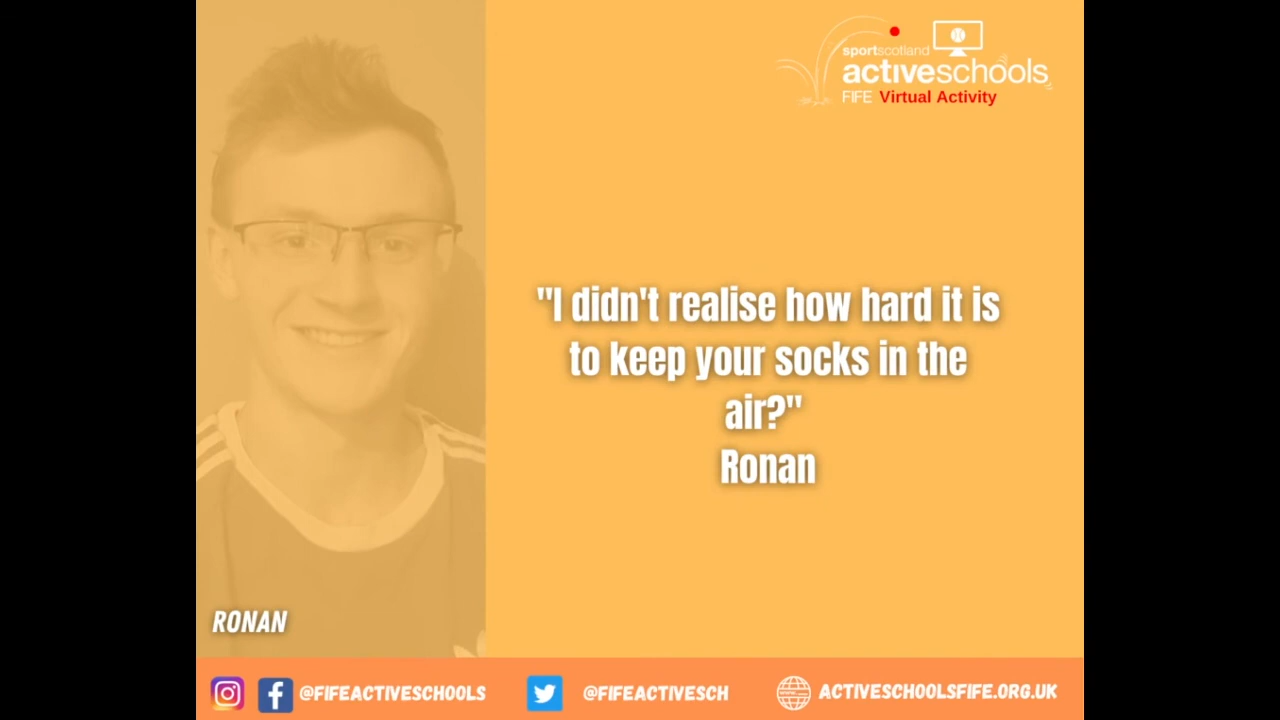 sportscotland
activeschools
FIFE Virtual Activity
"I didn't realise how hard it is
to keep your socks in the
air?"
Ronan
RONAN
@FIFEACTIVESCHOOLS @FIFEACTIVESCH ACTIVESCHOOLSFIFE.ORG.UK